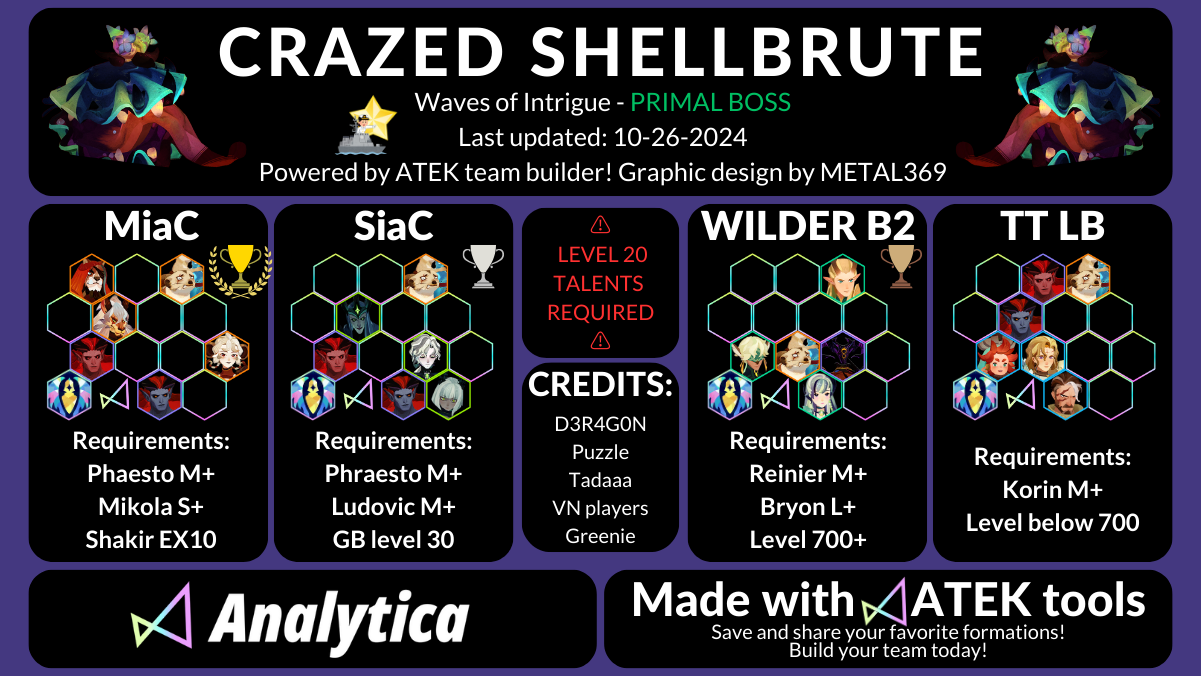 CRAZED SHELLBRUTE
Waves of Intrigue - PRIMAL BOSS
Last updated: 10-26-2024
Powered by ATEK team builder! Graphic design by METAL369
MiaC
Requirements:
Phaesto M+
Mikola S+
Shakir EX10
SiaC
Requirements:
Phraesto M+
Ludovic M+
GB level 30
LEVEL 20
TALENTS
REQUIRED
CREDITS:
D3R4G0N
Puzzle
Tadaaa
VN players
Greenie
WILDER B2
Requirements:
Reinier M+
Bryon L+
Level 700+
TT LB
Requirements:
Korin M+
Level below 700
Analytica
Made with ATEK tools
Save and share your favorite formations!
Build your team today!